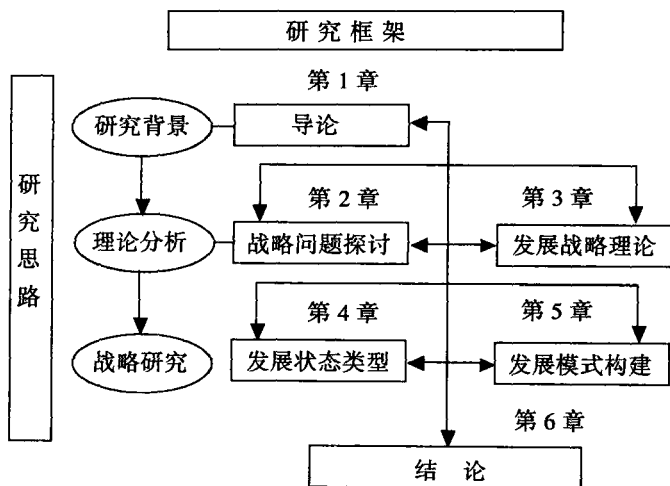 研究框架
研究思路
第1章
研究背景
导论
第2章
第3章
理论分析
战略问题探讨
发展战略理论
第4章
第5章
战略研究
发展状态类型
发展模式构建
第6章
结 论